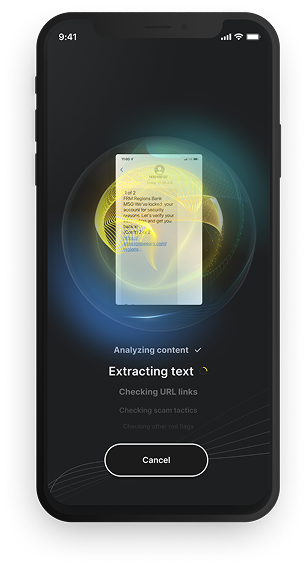 9:41
1 of 2
FRM Regions Bank
MSG We've locked your
account for security
reasons. Let's verify your
and get you
back in
Analyzing content
Extracting text
Checking URL links
Checking scam tactics
Checking other red flags
Cancel